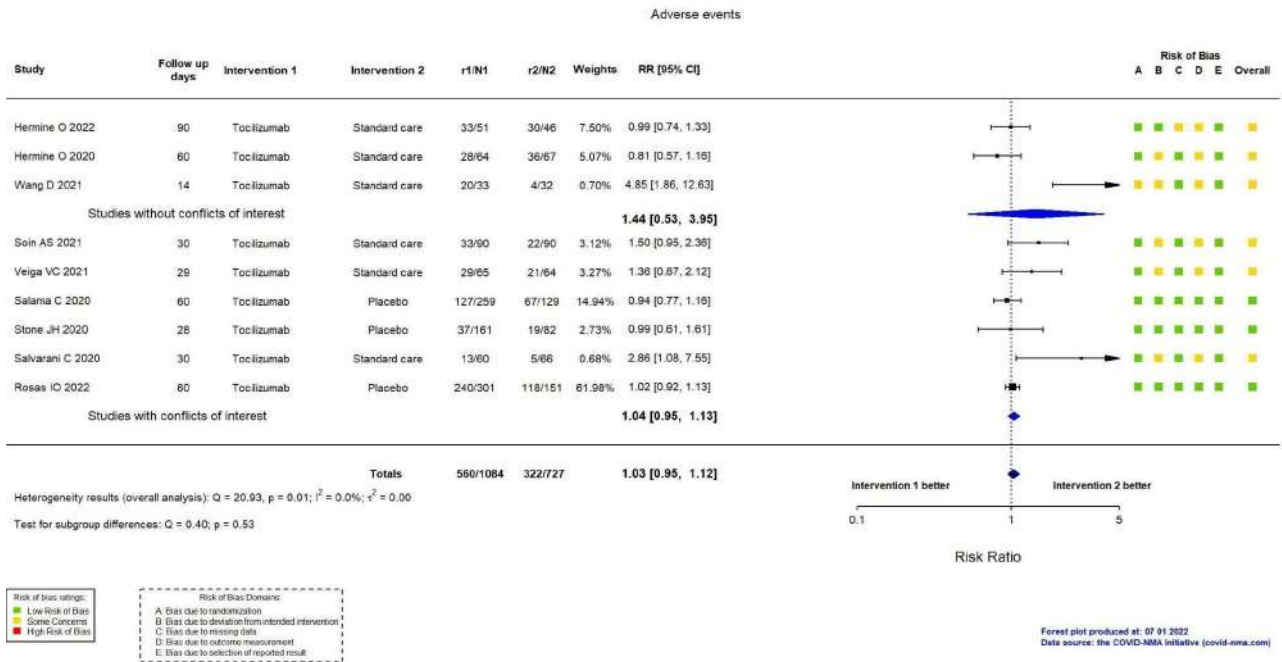 Adverse events
Study Follow up days Intervention 1 Intervention 2 r1/N1 r2/N2 Weights RR [95% CI] Risk of Bias A B C D E Overall
Hermine O 2022 90 Tocilizumab Standard care 33/51 30/46 7.50% 0.99 [0.74, 1.33]
Hermine O 2020 60 Tocilizumab Standard care 28/64 36/67 5.07% 0.81 [0.57, 1.16]
Wang D 2021 14 Tocilizumab Standard care 20/33 4/32 0.70% 4.85 [1.86, 12.63]
Studies without conflicts of interest 1.44 [0.53, 3.95]
Soin AS 2021 30 Tocilizumab Standard care 33/90 22/90 3.12% 1.50 [0.95, 2.36]
Veiga VC 2021 29 Tocilizumab Standard care 29/65 21/64 3.27% 1.36 [0.87, 2.12]
Salama C 2020 60 Tocilizumab Placebo 127/259 67/129 14.94% 0.94 [0.77, 1.16]
Stone JH 2020 28 Tocilizumab Placebo 37/161 19/82 2.73% 0.99 [0.61, 1.61]
Salvarani C 2020 30 Tocilizumab Standard care 13/60 5/66 0.68% 2.86 [1.08, 7.55]
Rosas IO 2022 60 Tocilizumab Placebo 240/301 118/151 61.98% 1.02 [0.92, 1.13]
Studies with conflicts of interest 1.04 [0.95, 1.13]
Totals 560/1084 322/727 1.03 [0.95, 1.12]
Intervention 1 better Intervention 2 better
Heterogeneity results (overall analysis): Q = 20.93, p = 0.01; I² = 0.0%; τ² = 0.00
Test for subgroup differences: Q = 0.40; p = 0.53
0.1 1 5
Risk Ratio
Risk of bias ratings:
Low Risk of Bias
Some Concerns
High Risk of Bias
Risk of Bias Domains:
A: Bias due to randomization
B: Bias due to deviation from intended intervention
C: Bias due to missing data
D: Bias due to outcome measurement
E: Bias due to selection of reported result
Forest plot produced at: 07 01 2022
Data source: the COVID-NMA initiative (covid-nma.com)